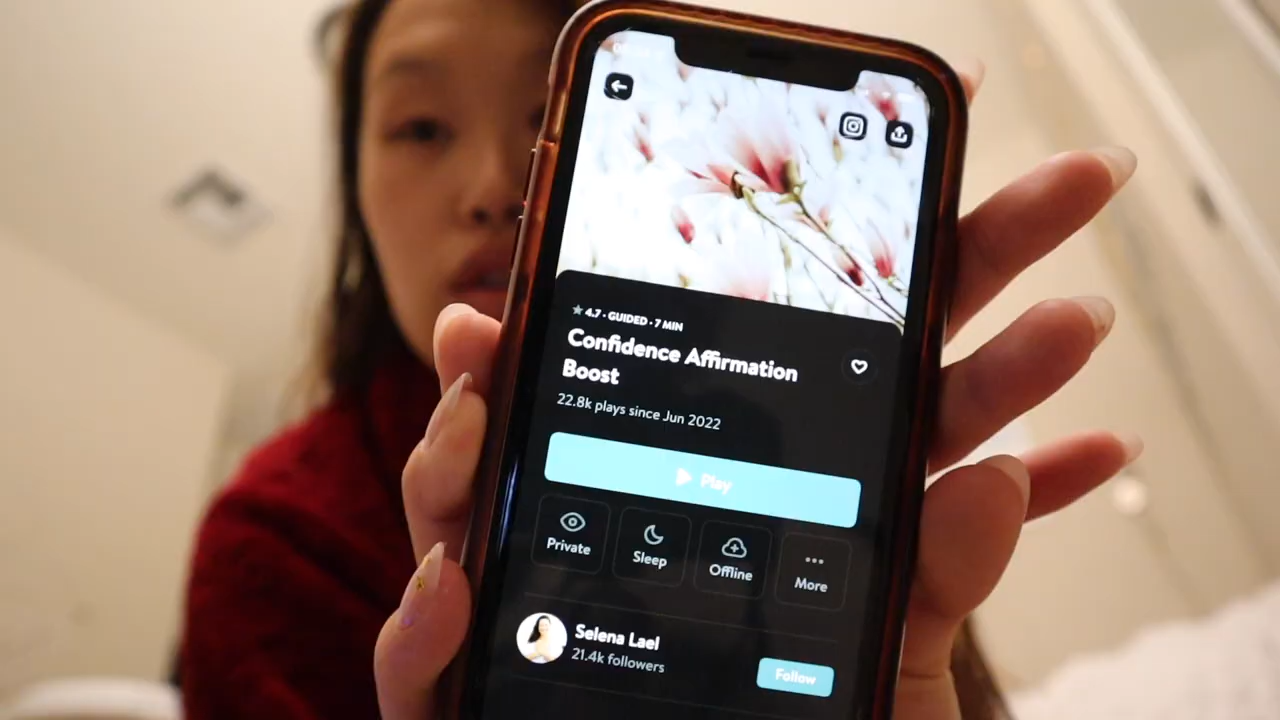 ★ 4.7 · GUIDED · 7 MIN
Confidence Affirmation
Boost
22.8k plays since Jun 2022
Play
Private
Sleep
Offline
More
Selena Lael
21.4k followers
Follow